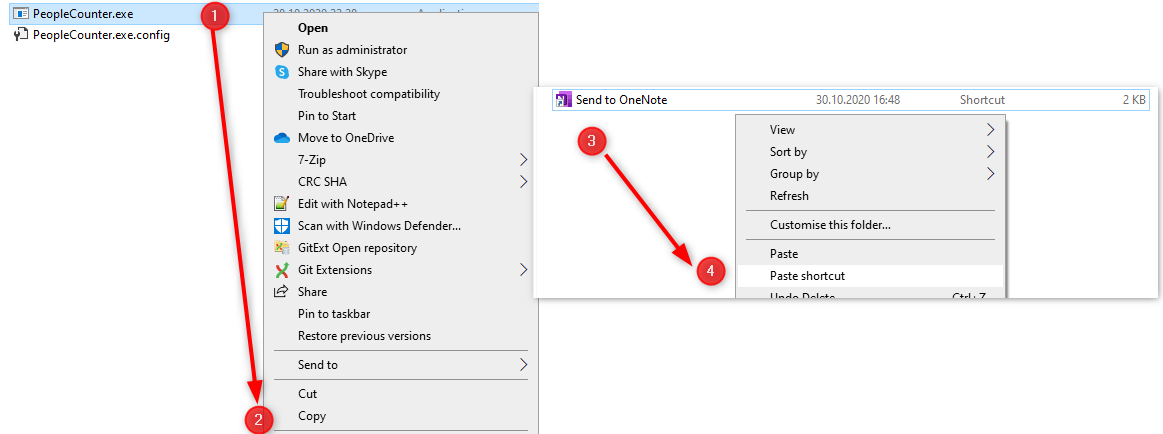 PeopleCounter.exe
PeopleCounter.exe.config
1
Open
Run as administrator
Share with Skype
Troubleshoot compatibility
Pin to Start
Move to OneDrive
7-Zip
CRC SHA
Edit with Notepad++
Scan with Windows Defender...
GitExt Open repository
Git Extensions
Share
Pin to taskbar
Restore previous versions
Send to
Cut
2 Copy
Send to OneNote 30.10.2020 16:48 Shortcut 2 KB
3
View
Sort by
Group by
Refresh
Customise this folder...
Paste
4 Paste shortcut
Undo Delete Ctrl+Z